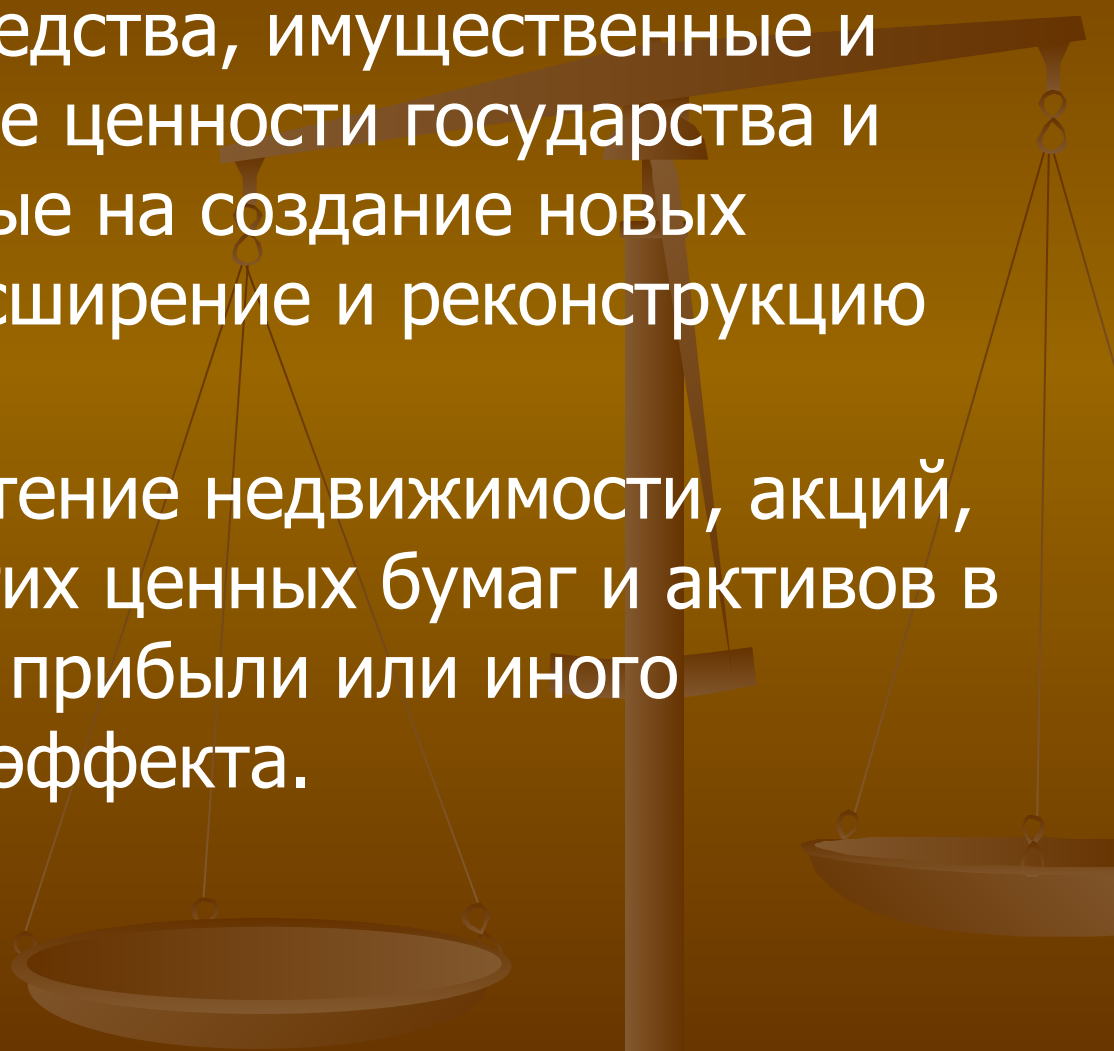 едства, имущественные и
е ценности государства и
ые на создание новых
сширение и реконструкцию
тение недвижимости, акций,
гих ценных бумаг и активов в
прибыли или иного
эффекта.